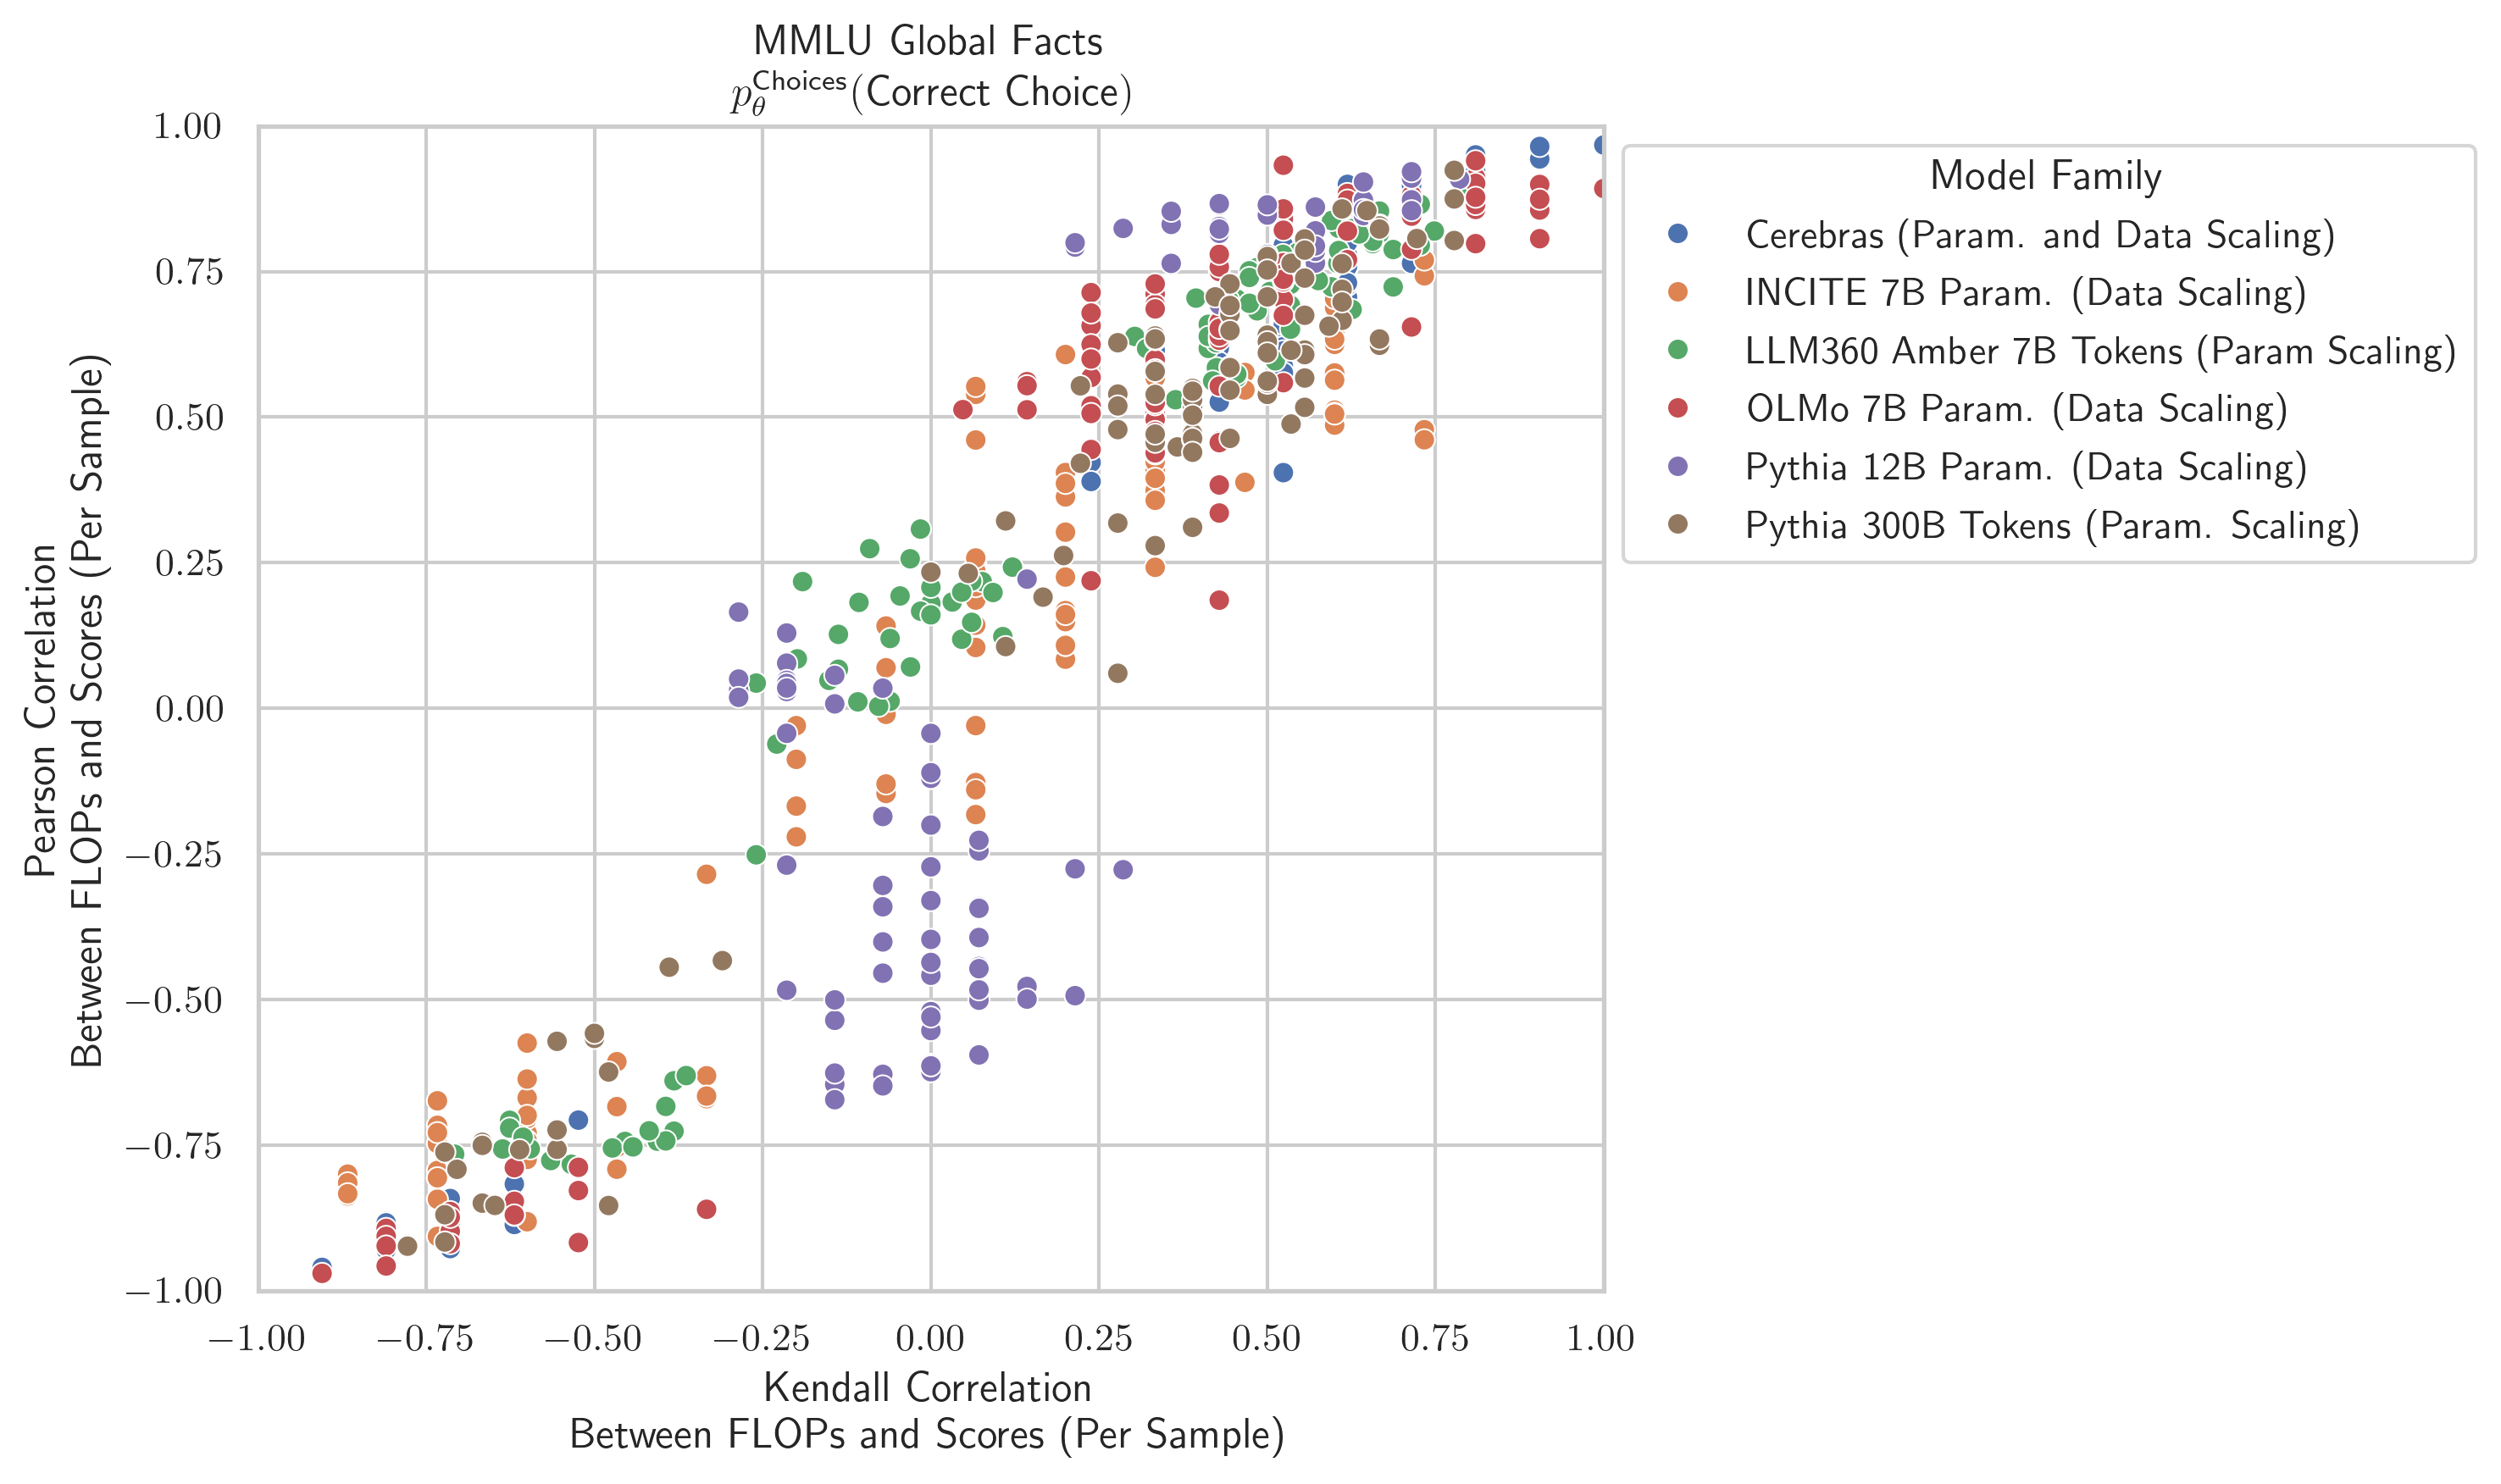 MMLU Global Facts
p_θ^Choices(Correct Choice)
Pearson Correlation
Between FLOPs and Scores (Per Sample)
1.00
0.75
0.50
0.25
0.00
−0.25
−0.50
−0.75
−1.00
−1.00 −0.75 −0.50 −0.25 0.00 0.25 0.50 0.75 1.00
Kendall Correlation
Between FLOPs and Scores (Per Sample)
Model Family
Cerebras (Param. and Data Scaling)
INCITE 7B Param. (Data Scaling)
LLM360 Amber 7B Tokens (Param Scaling)
OLMo 7B Param. (Data Scaling)
Pythia 12B Param. (Data Scaling)
Pythia 300B Tokens (Param. Scaling)